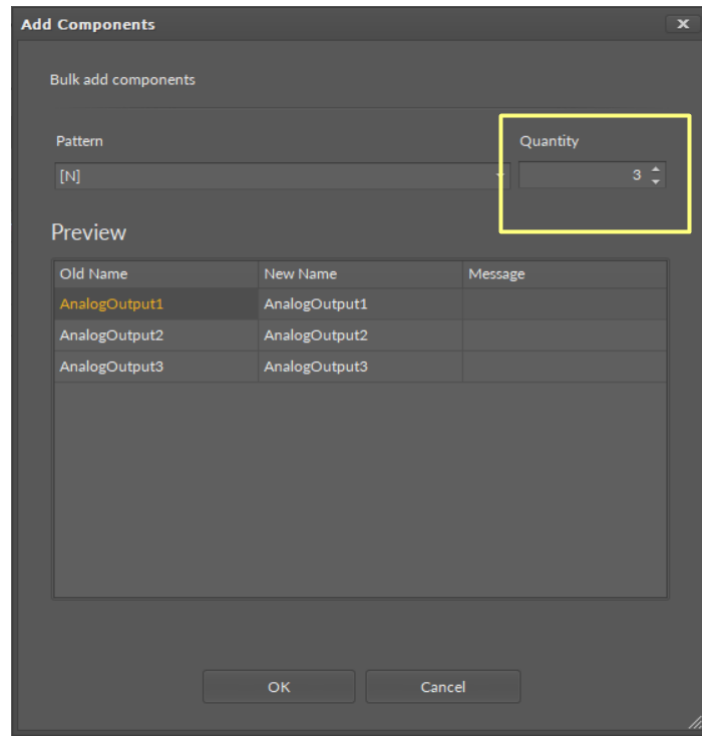 Add Components
Bulk add components
Pattern Quantity
[N] 3
Preview
Old Name New Name Message
AnalogOutput1 AnalogOutput1
AnalogOutput2 AnalogOutput2
AnalogOutput3 AnalogOutput3
OK Cancel